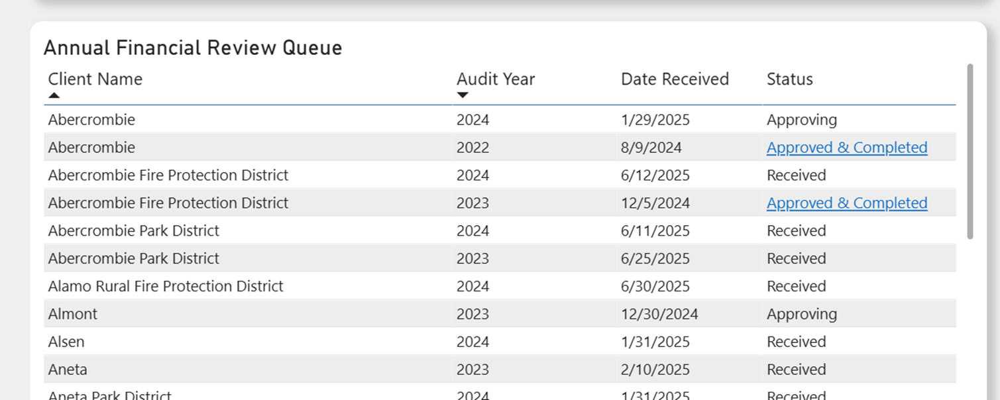 Annual Financial Review Queue
Client Name Audit Year Date Received Status
Abercrombie 2024 1/29/2025 Approving
Abercrombie 2022 8/9/2024 Approved & Completed
Abercrombie Fire Protection District 2024 6/12/2025 Received
Abercrombie Fire Protection District 2023 12/5/2024 Approved & Completed
Abercrombie Park District 2024 6/11/2025 Received
Abercrombie Park District 2023 6/25/2025 Received
Alamo Rural Fire Protection District 2024 6/30/2025 Received
Almont 2023 12/30/2024 Approving
Alsen 2024 1/31/2025 Received
Aneta 2023 2/10/2025 Received
Aneta Park District 2024 1/31/2025 Received